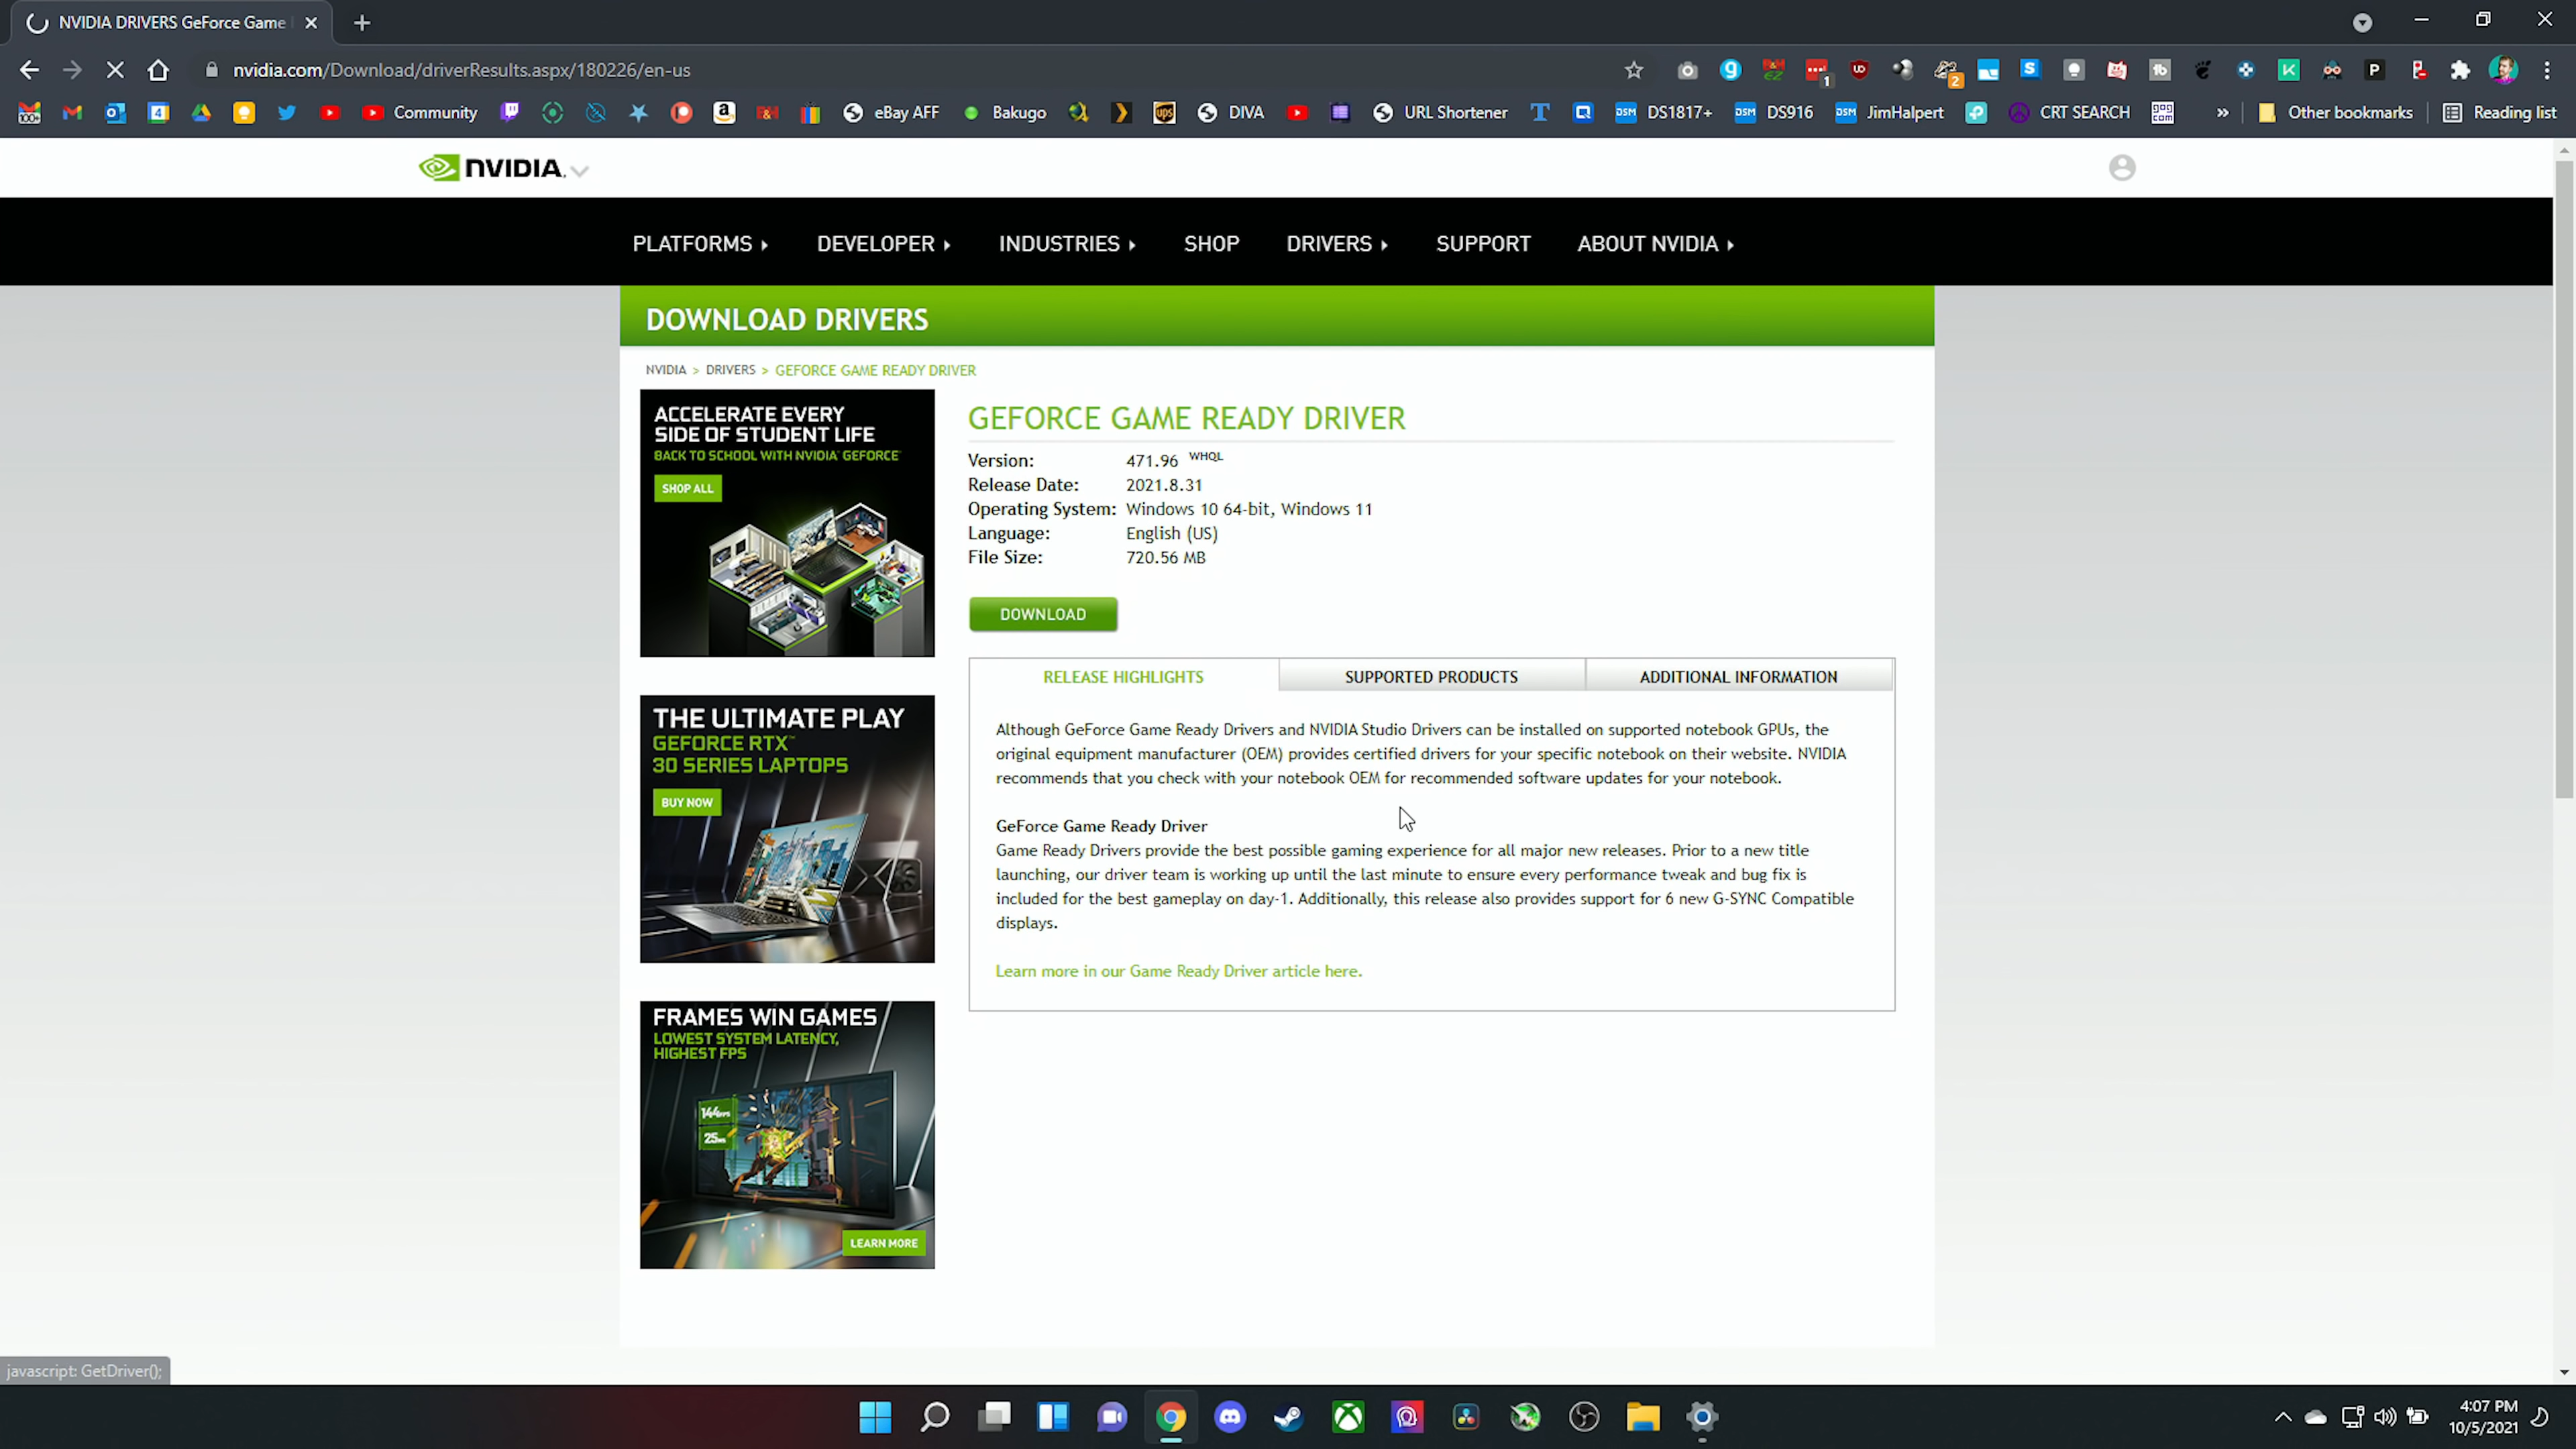 NVIDIA DRIVERS GeForce Game
nvidia.com/Download/driverResults.aspx/180226/en-us
Community
eBay AFF
Bakugo
DIVA
URL Shortener
DS1817+
DS916
JimHalpert
CRT SEARCH
Other bookmarks
Reading list
NVIDIA.
PLATFORMS
DEVELOPER
INDUSTRIES
SHOP
DRIVERS
SUPPORT
ABOUT NVIDIA
DOWNLOAD DRIVERS
NVIDIA > DRIVERS > GEFORCE GAME READY DRIVER
ACCELERATE EVERY
SIDE OF STUDENT LIFE
BACK TO SCHOOL WITH NVIDIA GEFORCE
SHOP ALL
THE ULTIMATE PLAY
GEFORCE RTX™
30 SERIES LAPTOPS
BUY NOW
FRAMES WIN GAMES
LOWEST SYSTEM LATENCY,
HIGHEST FPS
144FPS
25ms
LEARN MORE
GEFORCE GAME READY DRIVER
Version: 471.96 WHQL
Release Date: 2021.8.31
Operating System: Windows 10 64-bit, Windows 11
Language: English (US)
File Size: 720.56 MB
DOWNLOAD
RELEASE HIGHLIGHTS
SUPPORTED PRODUCTS
ADDITIONAL INFORMATION
Although GeForce Game Ready Drivers and NVIDIA Studio Drivers can be installed on supported notebook GPUs, the
original equipment manufacturer (OEM) provides certified drivers for your specific notebook on their website. NVIDIA
recommends that you check with your notebook OEM for recommended software updates for your notebook.
GeForce Game Ready Driver
Game Ready Drivers provide the best possible gaming experience for all major new releases. Prior to a new title
launching, our driver team is working up until the last minute to ensure every performance tweak and bug fix is
included for the best gameplay on day-1. Additionally, this release also provides support for 6 new G-SYNC Compatible
displays.
Learn more in our Game Ready Driver article here.
javascript: GetDriver();
4:07 PM
10/5/2021